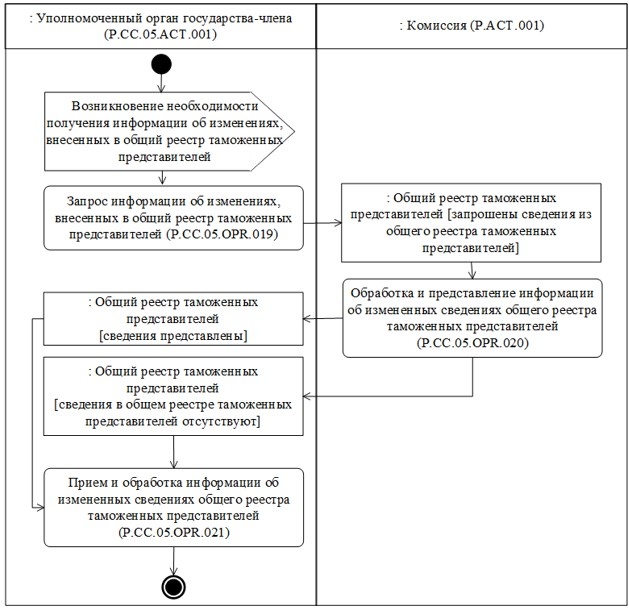 : Уполномоченный орган государства-члена
(P.CC.05.ACT.001)
: Комиссия (P.ACT.001)
Возникновение необходимости
получения информации об изменениях,
внесенных в общий реестр таможенных
представителей
Запрос информации об изменениях,
внесенных в общий реестр таможенных
представителей (P.CC.05.OPR.019)
: Общий реестр таможенных
представителей [запрошены сведения из
общего реестра таможенных
представителей]
Обработка и представление информации
об измененных сведениях общего реестра
таможенных представителей
(P.CC.05.OPR.020)
: Общий реестр таможенных
представителей
[сведения представлены]
: Общий реестр таможенных
представителей
[сведения в общем реестре таможенных
представителей отсутствуют]
Прием и обработка информации об
измененных сведениях общего реестра
таможенных представителей
(P.CC.05.OPR.021)